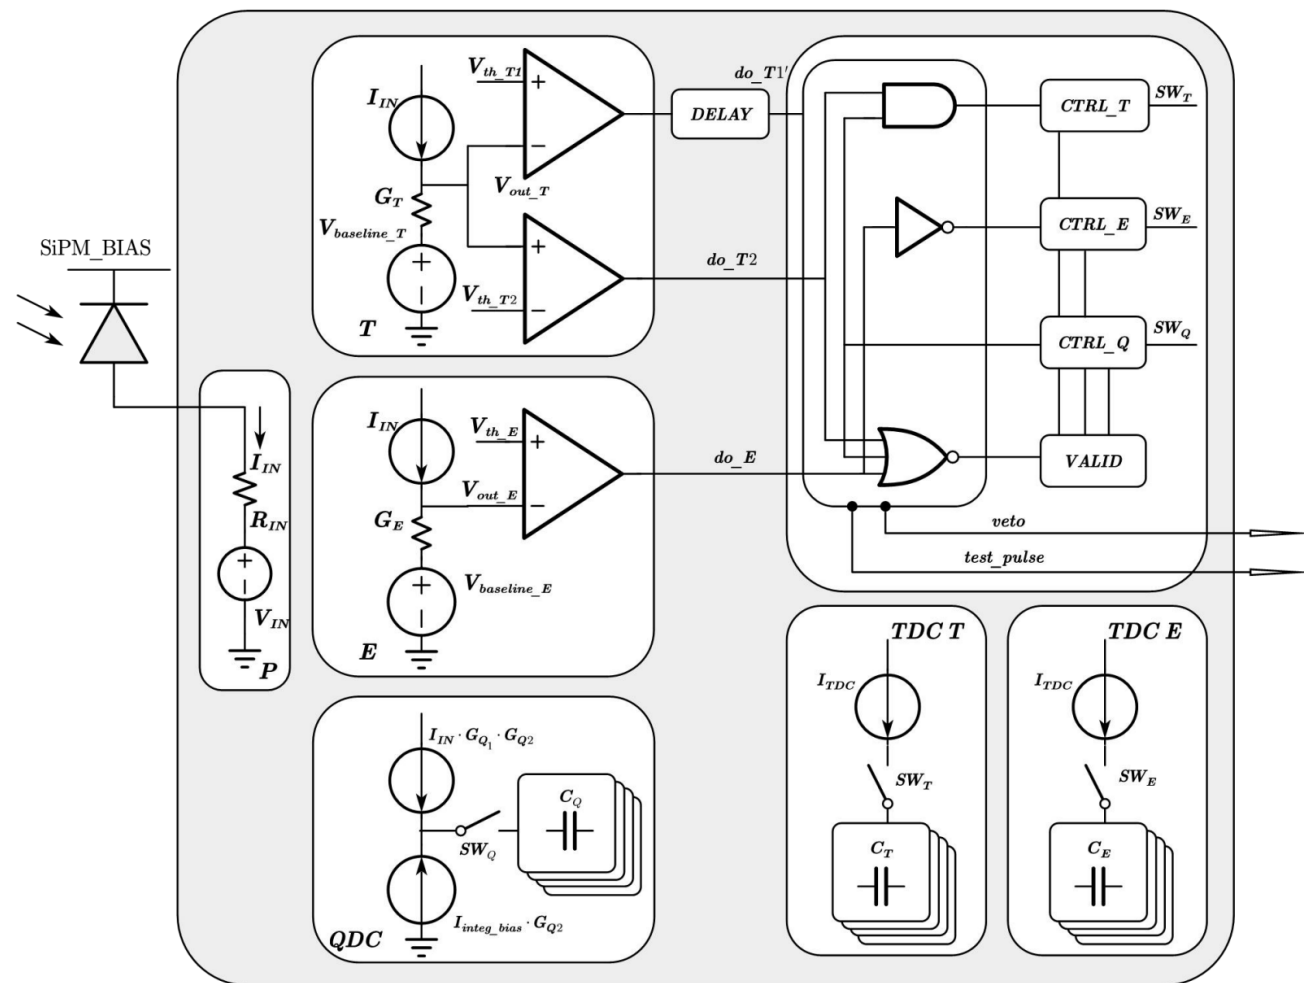 SiPM_BIAS
I_IN
R_IN
V_IN
P
V_th_T1
I_IN
G_T
V_out_T
V_baseline_T
V_th_T2
T
DELAY
do_T1'
do_T2
I_IN
V_th_E
V_out_E
G_E
V_baseline_E
E
do_E
CTRL_T
SW_T
CTRL_E
SW_E
CTRL_Q
SW_Q
VALID
veto
test_pulse
I_IN · G_Q1 · G_Q2
C_Q
SW_Q
I_integ_bias · G_Q2
QDC
TDC T
I_TDC
SW_T
C_T
TDC E
I_TDC
SW_E
C_E